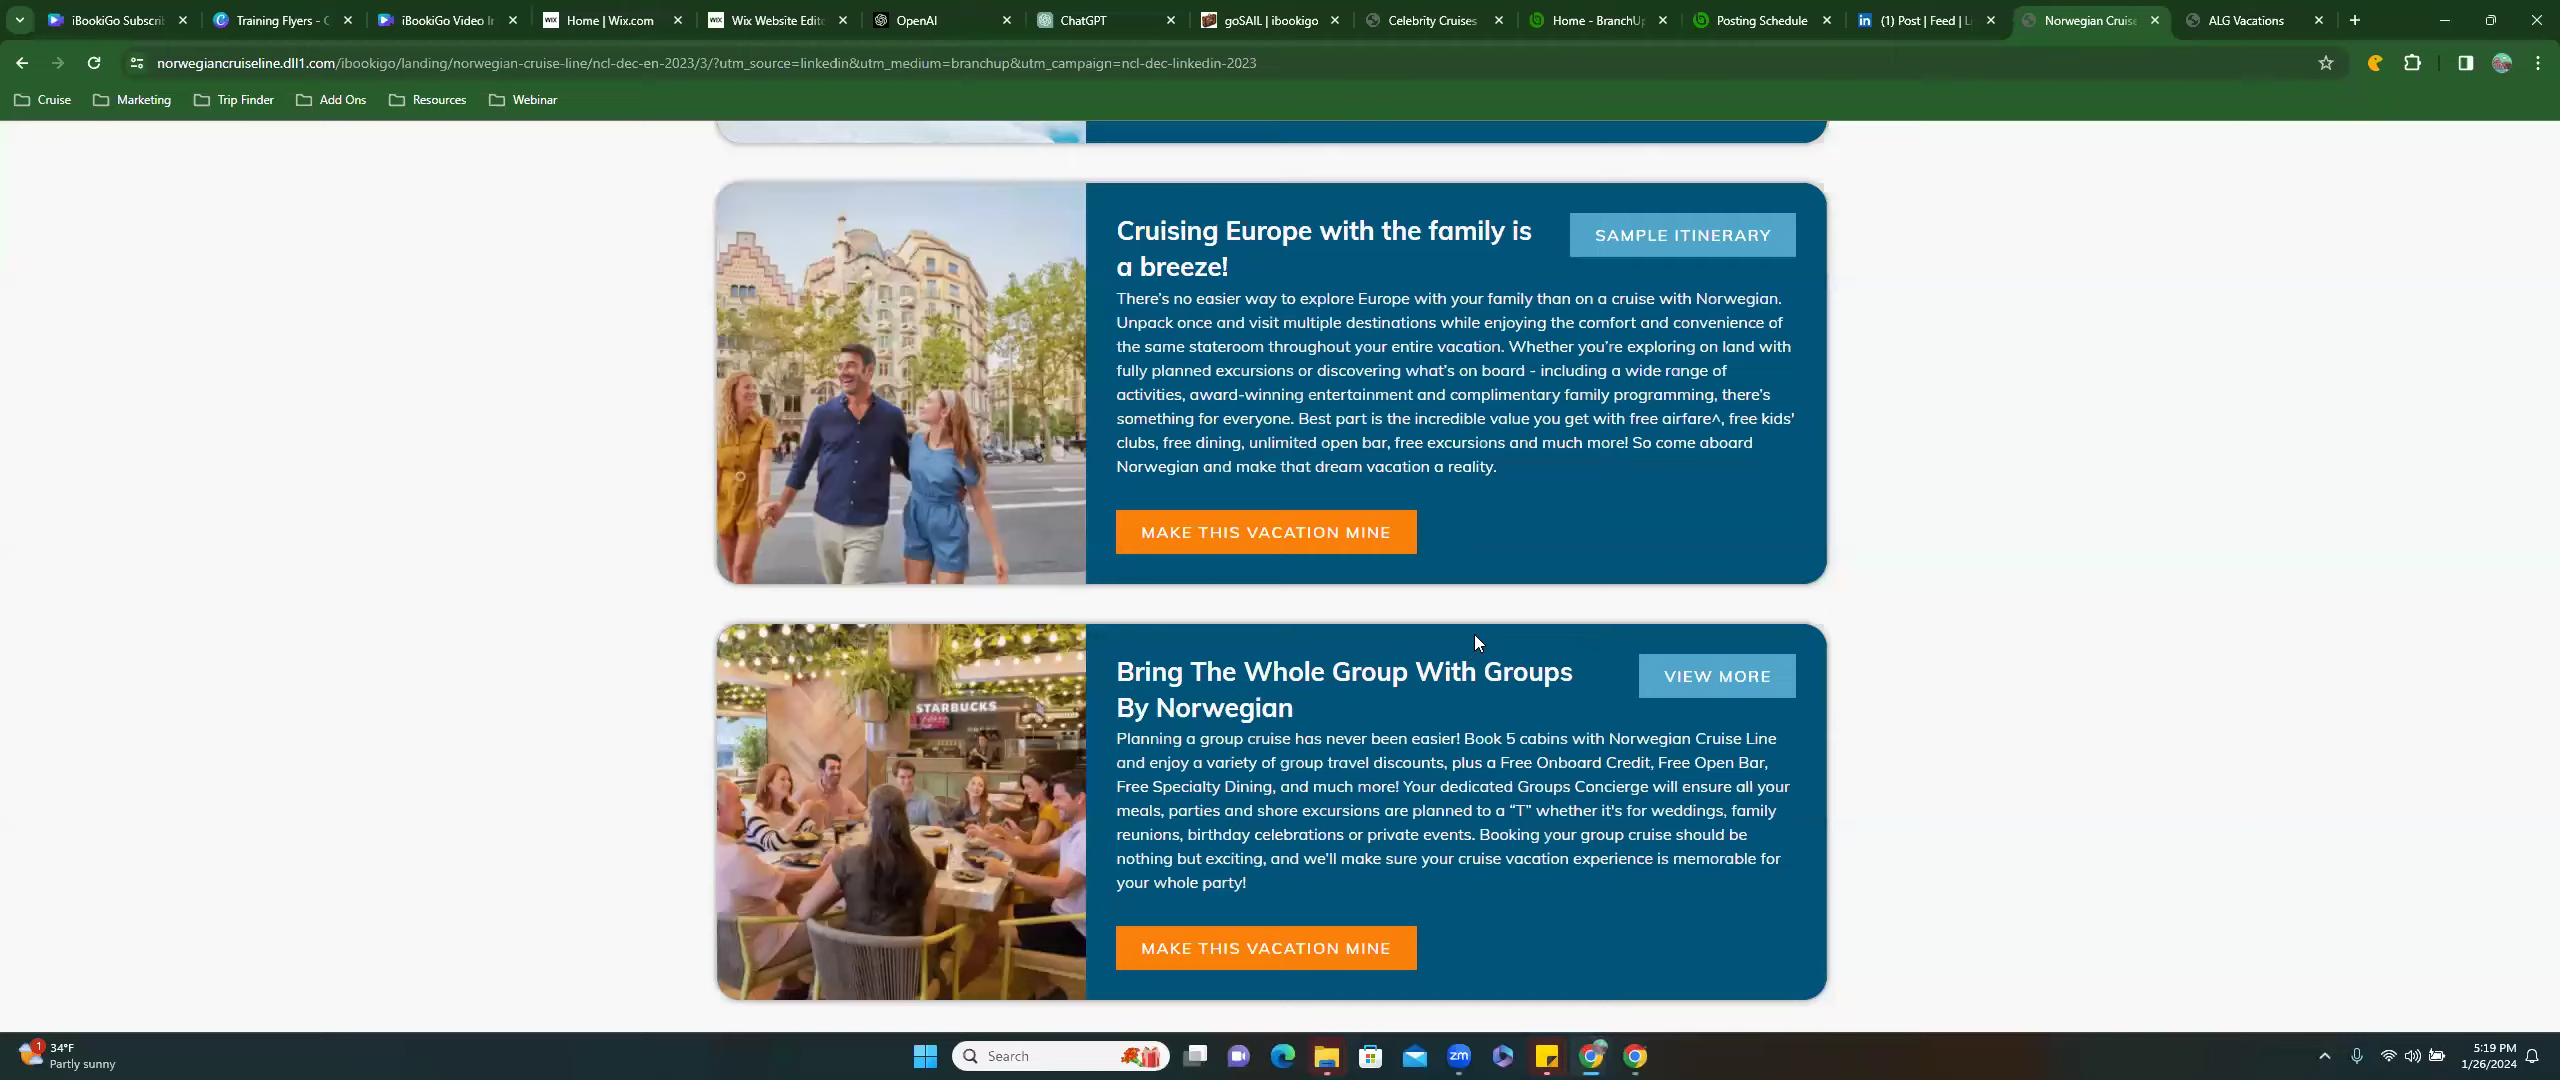 iBookiGo Subscri
Training Flyers - C
iBookiGo Video Ir
Home | Wix.com
Wix Website Edit
OpenAI
ChatGPT
goSAIL | ibookigo
Celebrity Cruises
Home - BranchUp
Posting Schedule
(1) Post | Feed | L
Norwegian Cruise
ALG Vacations
norwegiancruiseline.dll1.com/ibookigo/landing/norwegian-cruise-line/ncl-dec-en-2023/3/?utm_source=linkedin&utm_medium=branchup&utm_campaign=ncl-dec-linkedin-2023
Cruise
Marketing
Trip Finder
Add Ons
Resources
Webinar
Cruising Europe with the family is
a breeze!
SAMPLE ITINERARY
There's no easier way to explore Europe with your family than on a cruise with Norwegian.
Unpack once and visit multiple destinations while enjoying the comfort and convenience of
the same stateroom throughout your entire vacation. Whether you're exploring on land with
fully planned excursions or discovering what's on board - including a wide range of
activities, award-winning entertainment and complimentary family programming, there's
something for everyone. Best part is the incredible value you get with free airfare^, free kids'
clubs, free dining, unlimited open bar, free excursions and much more! So come aboard
Norwegian and make that dream vacation a reality.
MAKE THIS VACATION MINE
STARBUCKS
Bring The Whole Group With Groups
By Norwegian
VIEW MORE
Planning a group cruise has never been easier! Book 5 cabins with Norwegian Cruise Line
and enjoy a variety of group travel discounts, plus a Free Onboard Credit, Free Open Bar,
Free Specialty Dining, and much more! Your dedicated Groups Concierge will ensure all your
meals, parties and shore excursions are planned to a “T” whether it's for weddings, family
reunions, birthday celebrations or private events. Booking your group cruise should be
nothing but exciting, and we'll make sure your cruise vacation experience is memorable for
your whole party!
MAKE THIS VACATION MINE
1
34°F
Partly sunny
Search
zm
5:19 PM
1/26/2024